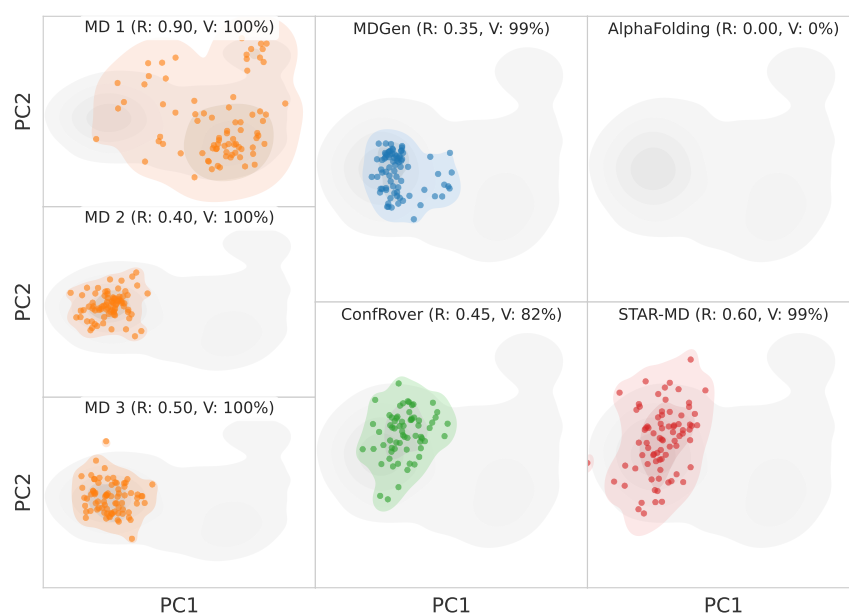 MD 1 (R: 0.90, V: 100%)
PC2
MD 2 (R: 0.40, V: 100%)
PC2
MD 3 (R: 0.50, V: 100%)
PC2
PC1
MDGen (R: 0.35, V: 99%)
ConfRover (R: 0.45, V: 82%)
PC1
AlphaFolding (R: 0.00, V: 0%)
STAR-MD (R: 0.60, V: 99%)
PC1